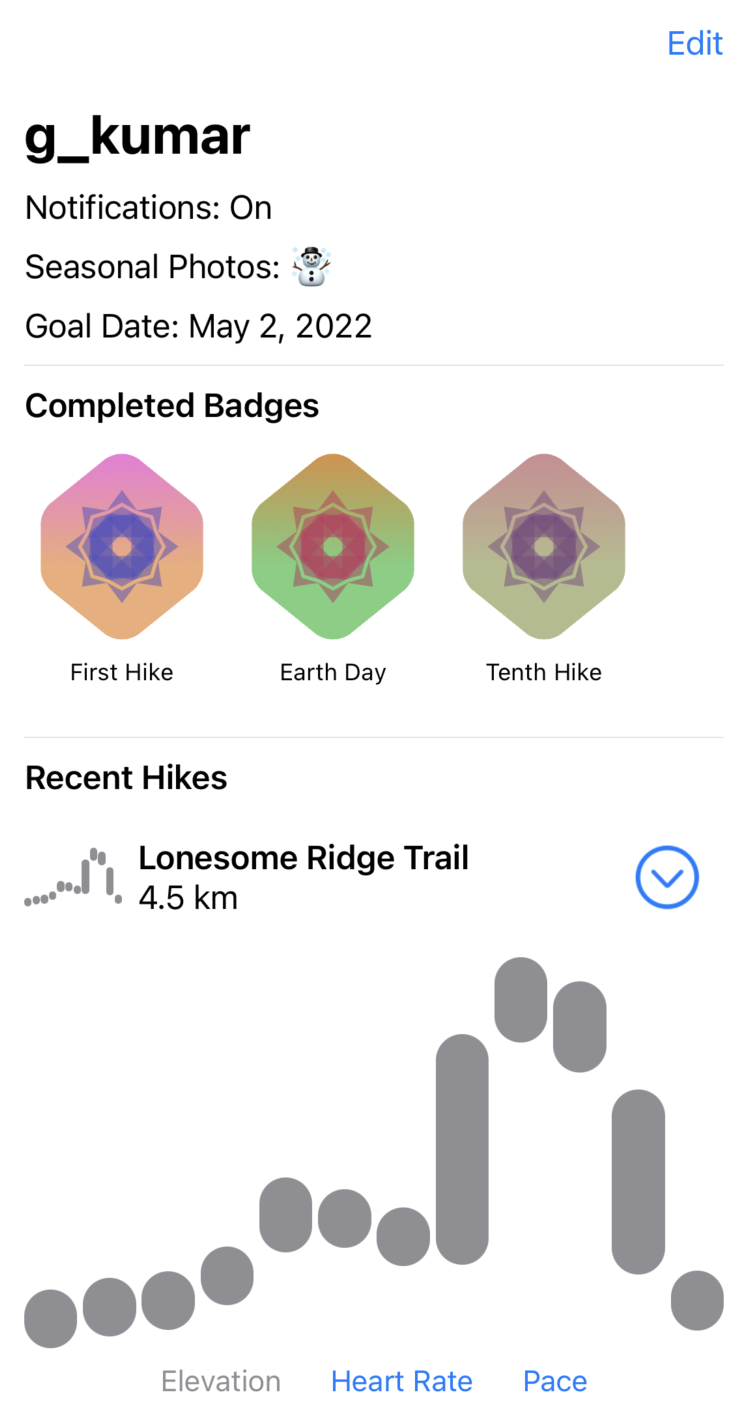 Edit
g_kumar
Notifications: On
Seasonal Photos: ☃️
Goal Date: May 2, 2022
Completed Badges
First Hike Earth Day Tenth Hike
Recent Hikes
Lonesome Ridge Trail
4.5 km
Elevation Heart Rate Pace